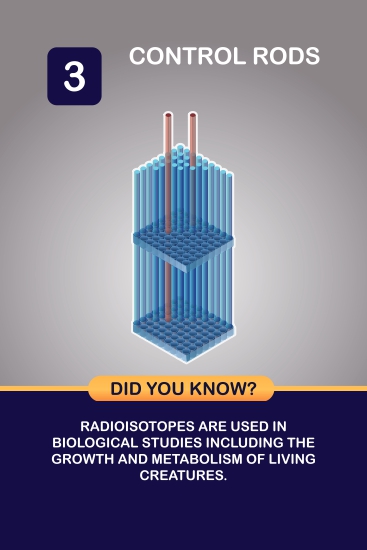 3
CONTROL RODS
DID YOU KNOW?
RADIOISOTOPES ARE USED IN
BIOLOGICAL STUDIES INCLUDING THE
GROWTH AND METABOLISM OF LIVING
CREATURES.